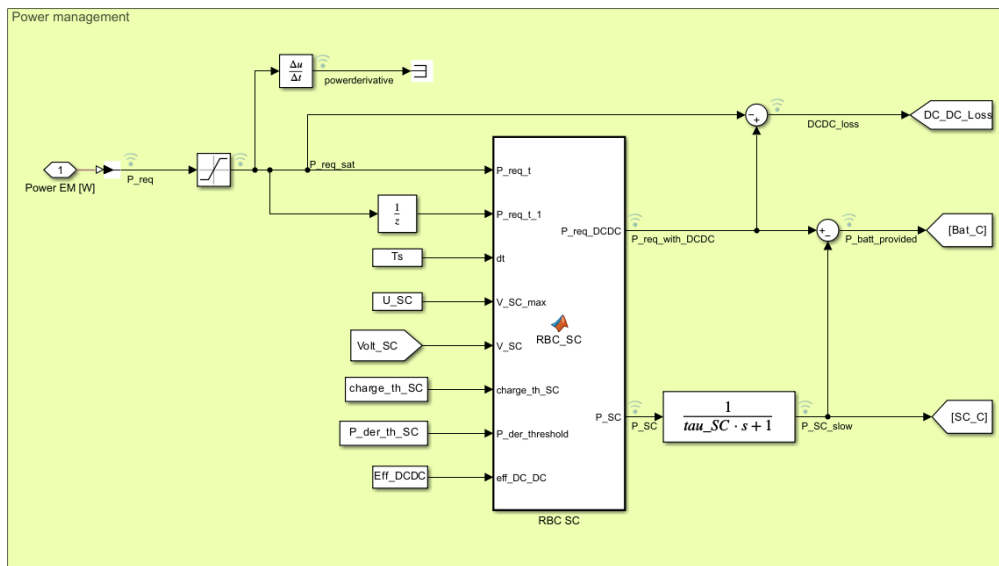 Power management
Δu
Δt
powerderivative
DCDC_loss
DC_DC_Loss
1
Power EM [W]
P_req
P_req_sat
P_req_t
1
z
P_req_t_1
Ts
dt
P_req_DCDC
P_req_with_DCDC
P_batt_provided
[Bat_C]
U_SC
V_SC_max
RBC_SC
Volt_SC
V_SC
charge_th_SC
charge_th_SC
P_der_th_SC
P_der_threshold
Eff_DCDC
eff_DC_DC
P_SC
P_SC
1
tau_SC · s + 1
P_SC_slow
[SC_C]
RBC SC